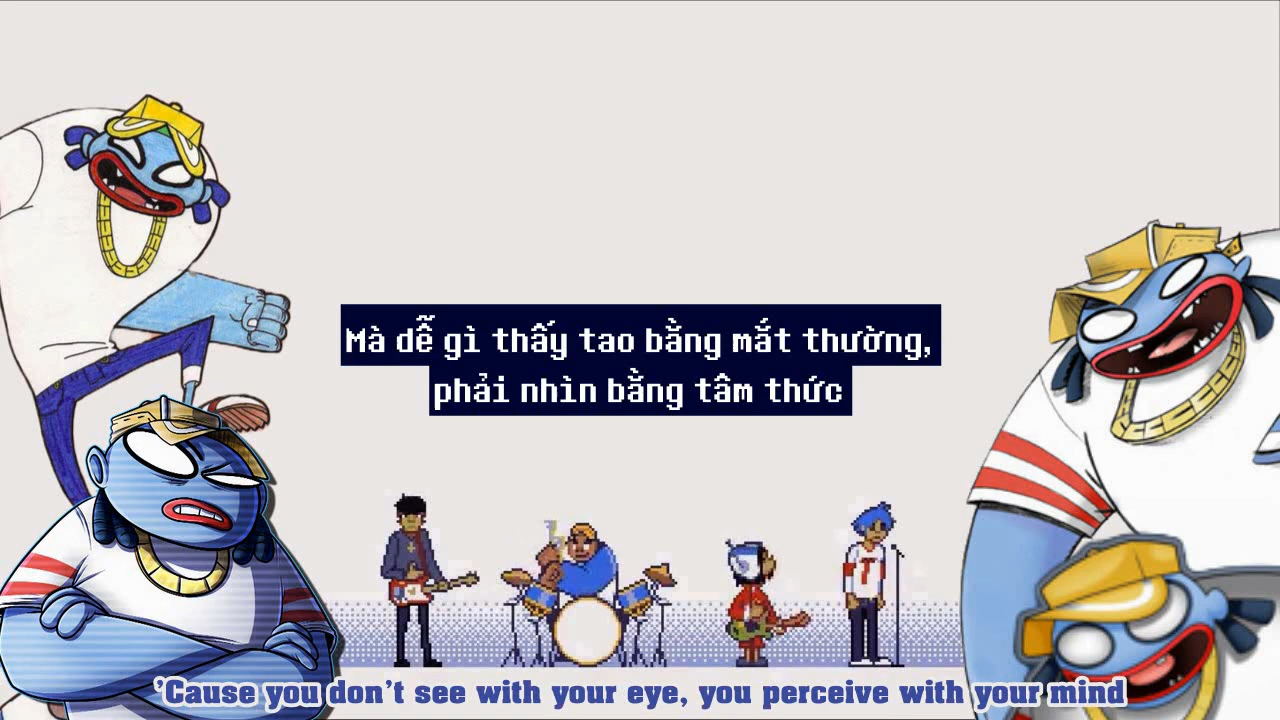 Mà dễ gì thấy tao bằng mắt thường,
phải nhìn bằng tâm thức
T
'Cause you don't see with your eye, you perceive with your mind